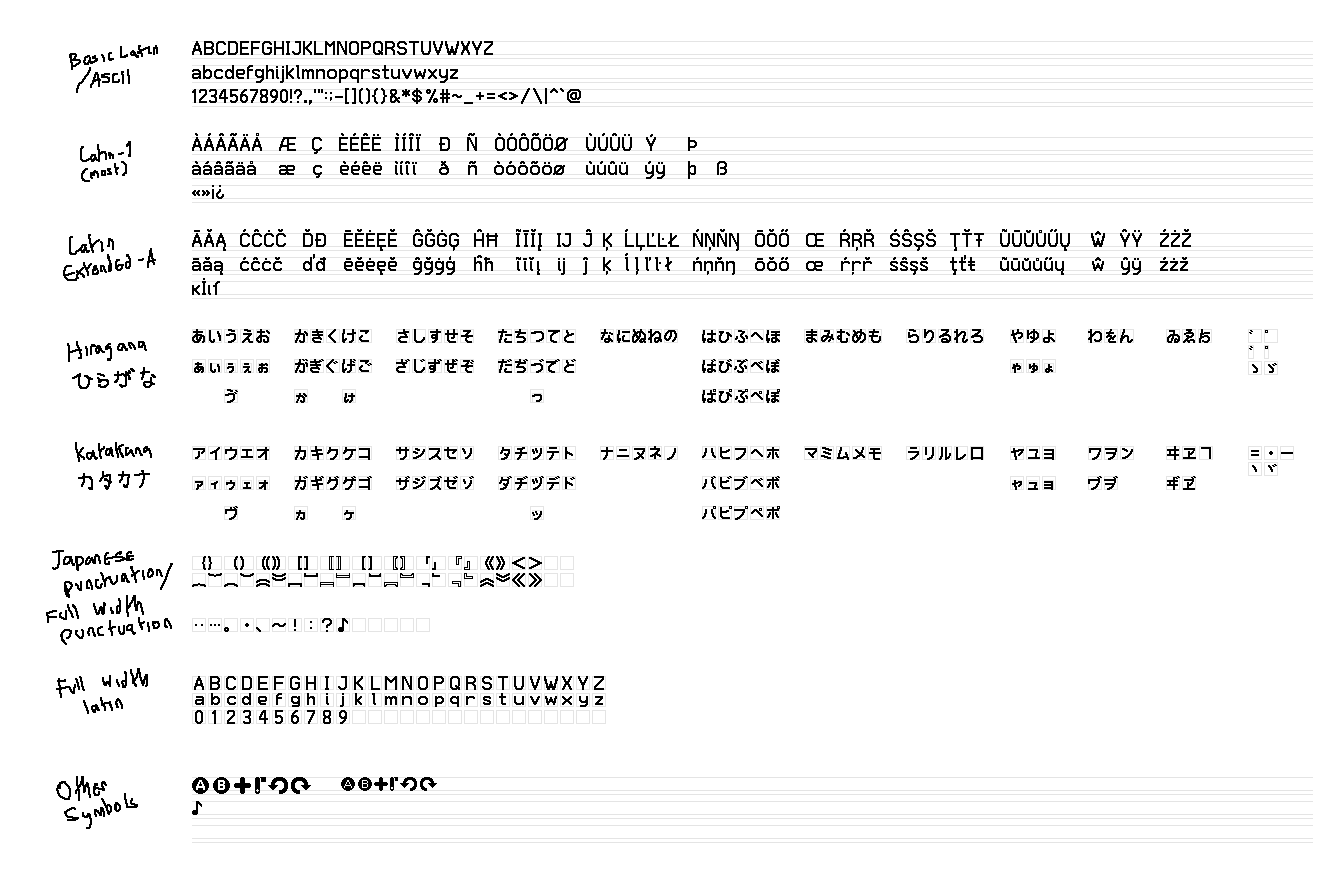 Basic Latin
/ASCII
ABCDEFGHIJKLMNOPQRSTUVWXYZ
abcdefghijklmnopqrstuvwxyz
1234567890!?.,'":;-[](){}&*$%#~_+=<>/\|^`@
Latin-1
(most)
ÀÁÂÃÄÅ Æ Ç ÈÉÊË ÌÍÎÏ Ð Ñ ÒÓÔÕÖØ ÙÚÛÜ Ý Þ
àáâãäå æ ç èéêë ìíîï ð ñ òóôõöø ùúûü ýÿ þ ß
«»¡¿
Latin
Extended-A
ĀĂĄ ĆĈĊČ ĎĐ ĒĔĖĘĚ ĜĞĠĢ ĤĦ ĨĪĬĮ IJ Ĵ Ķ ĹĻĽĿŁ ŃŅŇŊ ŌŎŐ Œ ŔŖŘ ŚŜŞŠ ŢŤŦ ŨŪŬŮŰŲ Ŵ ŶŸ ŹŻŽ
āăą ćĉċč ďđ ēĕėęě ĝğġģ ĥħ ĩīĭį ij ĵ ķ ĺļľŀł ńņňŋ ōŏő œ ŕŗř śŝşš ţťŧ ũūŭůűų ŵ ŷÿ źżž
ĸİıſ
Hiragana
ひらがな
あいうえお かきくけこ さしすせそ たちつてと なにぬねの はひふへほ まみむめも らりるれろ やゆよ わをん ゐゑゟ ゛゜
ぁぃぅぇぉ がぎぐげご ざじずぜぞ だぢづでど ばびぶべぼ ゃゅょ ゝゞ
ゔ ゕ ゖ っ ぱぴぷぺぽ
Katakana
カタカナ
アイウエオ カキクケコ サシスセソ タチツテト ナニヌネノ ハヒフヘホ マミムメモ ラリルレロ ヤユヨ ワヲン ヰヱヿ ゠・ー
ァィゥェォ ガギグゲゴ ザジズゼゾ ダヂヅデド バビブベボ ャュョ ヷヺ ヸヹ ヽヾ
ヴ ヵ ヶ ッ パピプペポ
Japanese
punctuation/
Full Width
punctuation
{} () ⦅⦆ [] 〚〛 [] 〖〗 「」 『』 《》 <>
‥…。・、~!:?♪
Full width
latin
ABCDEFGHIJKLMNOPQRSTUVWXYZ
abcdefghijklmnopqrstuvwxyz
0123456789
Other
Symbols
♪